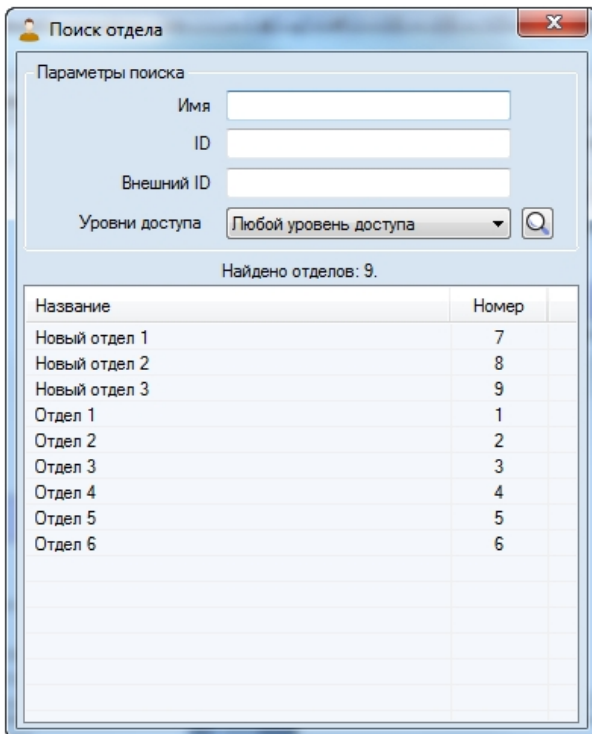 Поиск отдела
Параметры поиска
Имя
ID
Внешний ID
Уровни доступа Любой уровень доступа
Найдено отделов: 9.
Название Номер
Новый отдел 1 7
Новый отдел 2 8
Новый отдел 3 9
Отдел 1 1
Отдел 2 2
Отдел 3 3
Отдел 4 4
Отдел 5 5
Отдел 6 6